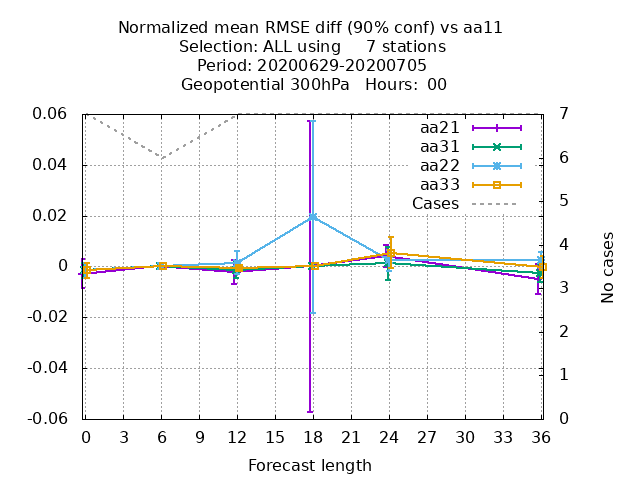 Normalized mean RMSE diff (90% conf) vs aa11
Selection: ALL using     7 stations
Period: 20200629-20200705
Geopotential 300hPa   Hours:  00
0.06
0.04
0.02
0
-0.02
-0.04
-0.06
7
6
5
4
3
2
1
0
aa21
aa31
aa22
aa33
Cases
No cases
0 3 6 9 12 15 18 21 24 27 30 33 36
Forecast length